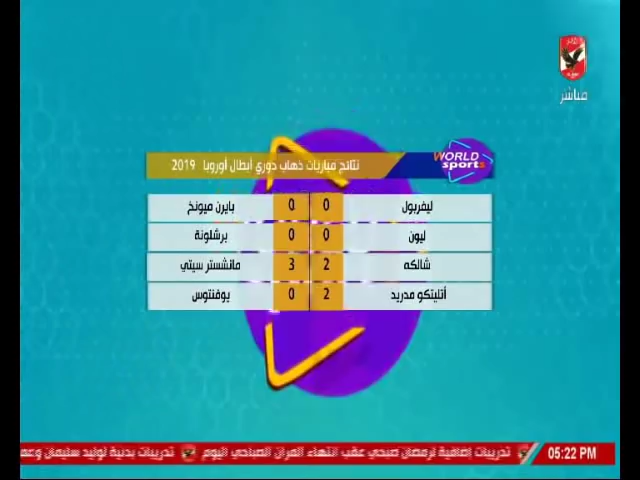 مباشر
WORLD
sports
نتائج مباريات ذهاب دوري أبطال أوروبا 2019
ليفربول 0 0 بايرن ميونخ
ليون 0 0 برشلونة
شالكه 2 3 مانشستر سيتي
أتليتكو مدريد 2 0 يوفنتوس
05:22 PM تدريبات إضافية لرمضان صبحي عقب انتهاء المران الصباحي اليوم تدريبات بدنية لوليد سليمان وعم